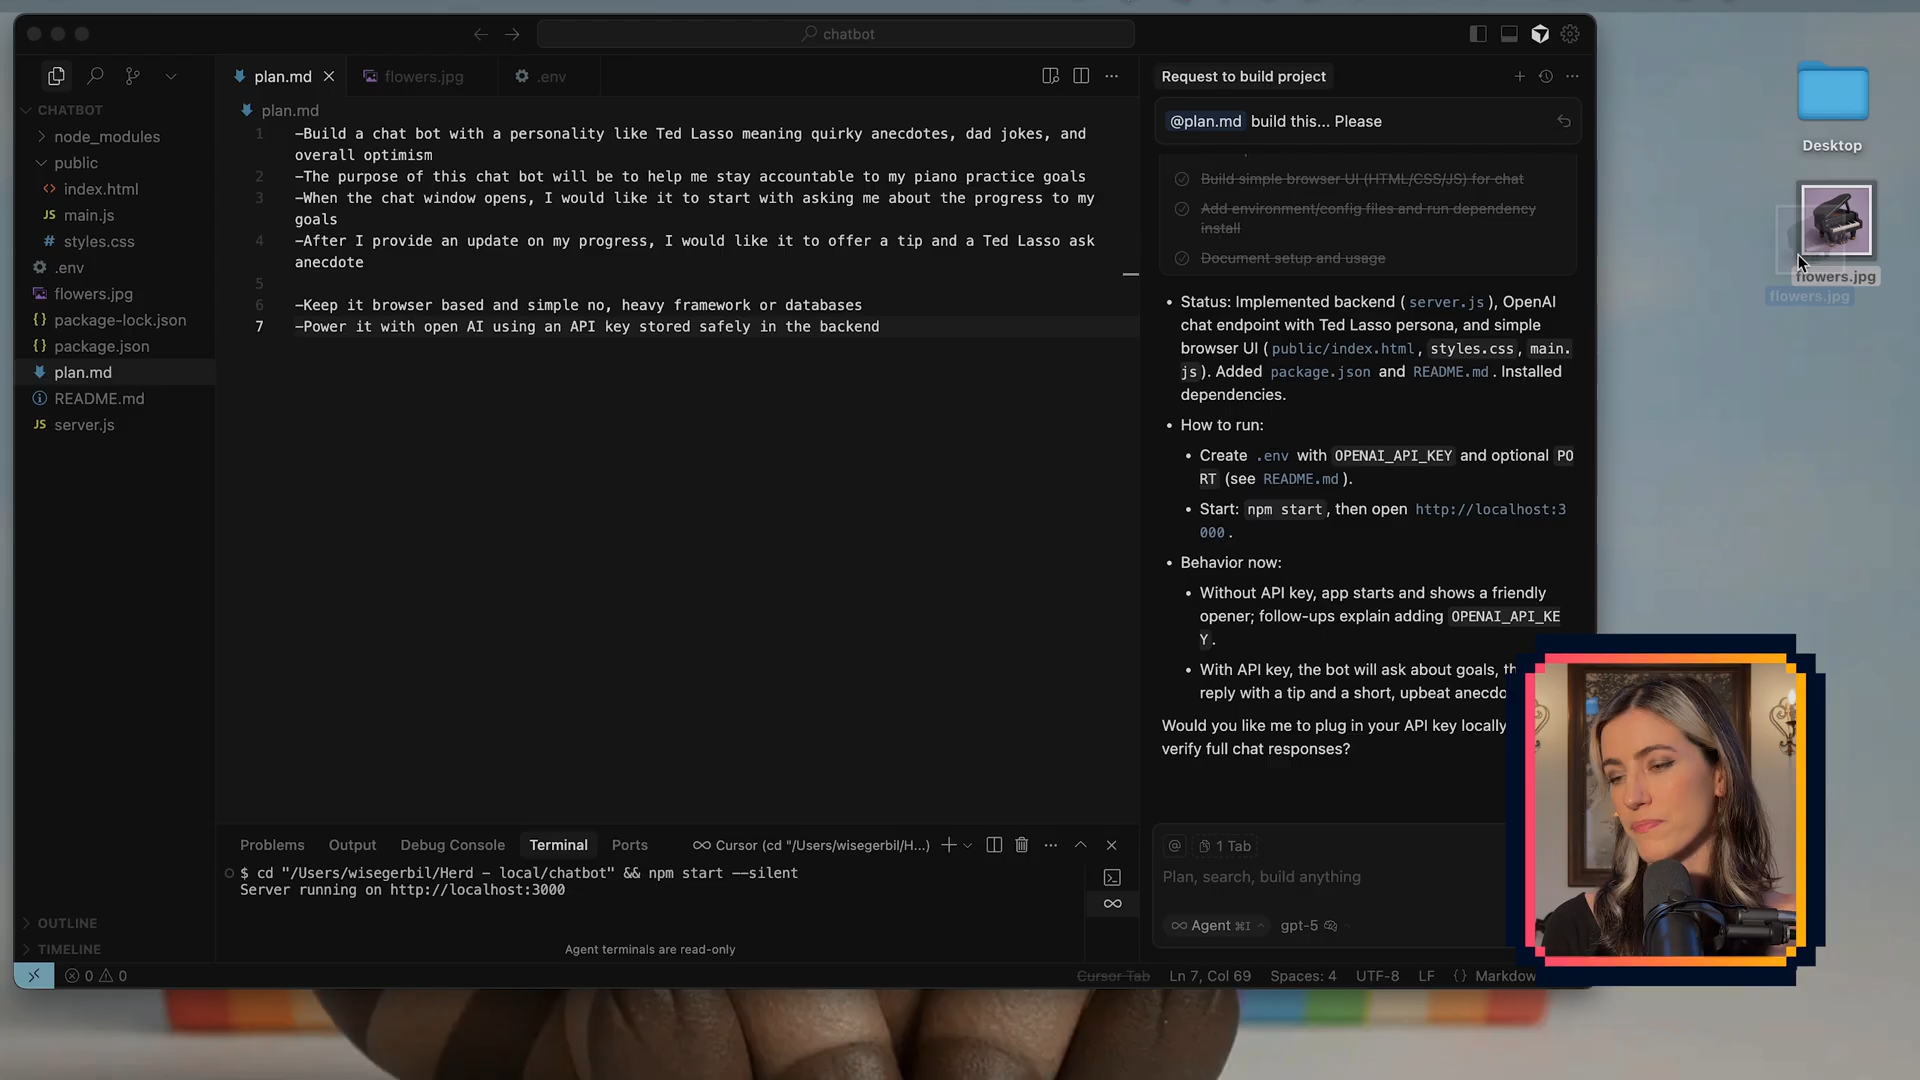 chatbot
plan.md
flowers.jpg
.env
Request to build project
CHATBOT
node_modules
public
index.html
main.js
styles.css
.env
flowers.jpg
package-lock.json
package.json
plan.md
README.md
server.js
OUTLINE
TIMELINE
plan.md
1 -Build a chat bot with a personality like Ted Lasso meaning quirky anecdotes, dad jokes, and
overall optimism
2 -The purpose of this chat bot will be to help me stay accountable to my piano practice goals
3 -When the chat window opens, I would like it to start with asking me about the progress to my
goals
4 -After I provide an update on my progress, I would like it to offer a tip and a Ted Lasso ask
anecdote
5
6 -Keep it browser based and simple no, heavy framework or databases
7 -Power it with open AI using an API key stored safely in the backend
Problems Output Debug Console Terminal Ports Cursor (cd "/Users/wisegerbil/H...)
$ cd "/Users/wisegerbil/Herd - local/chatbot" && npm start --silent
Server running on http://localhost:3000
Agent terminals are read-only
@plan.md build this... Please
Build simple browser UI (HTML/CSS/JS) for chat
Add environment/config files and run dependency
install
Document setup and usage
• Status: Implemented backend ( server.js ), OpenAI
chat endpoint with Ted Lasso persona, and simple
browser UI ( public/index.html , styles.css, main.
js ). Added package.json and README.md . Installed
dependencies.
• How to run:
• Create .env with OPENAI_API_KEY and optional PO
RT (see README.md ).
• Start: npm start , then open http://localhost:3
000 .
• Behavior now:
• Without API key, app starts and shows a friendly
opener; follow-ups explain adding OPENAI_API_KE
Y .
• With API key, the bot will ask about goals, th
reply with a tip and a short, upbeat anecdo
Would you like me to plug in your API key locally
verify full chat responses?
@ 1 Tab
Plan, search, build anything
Agent ⌘I gpt-5
0 0 Cursor Tab Ln 7, Col 69 Spaces: 4 UTF-8 LF {} Markdow
Desktop
flowers.jpg
flowers.jpg